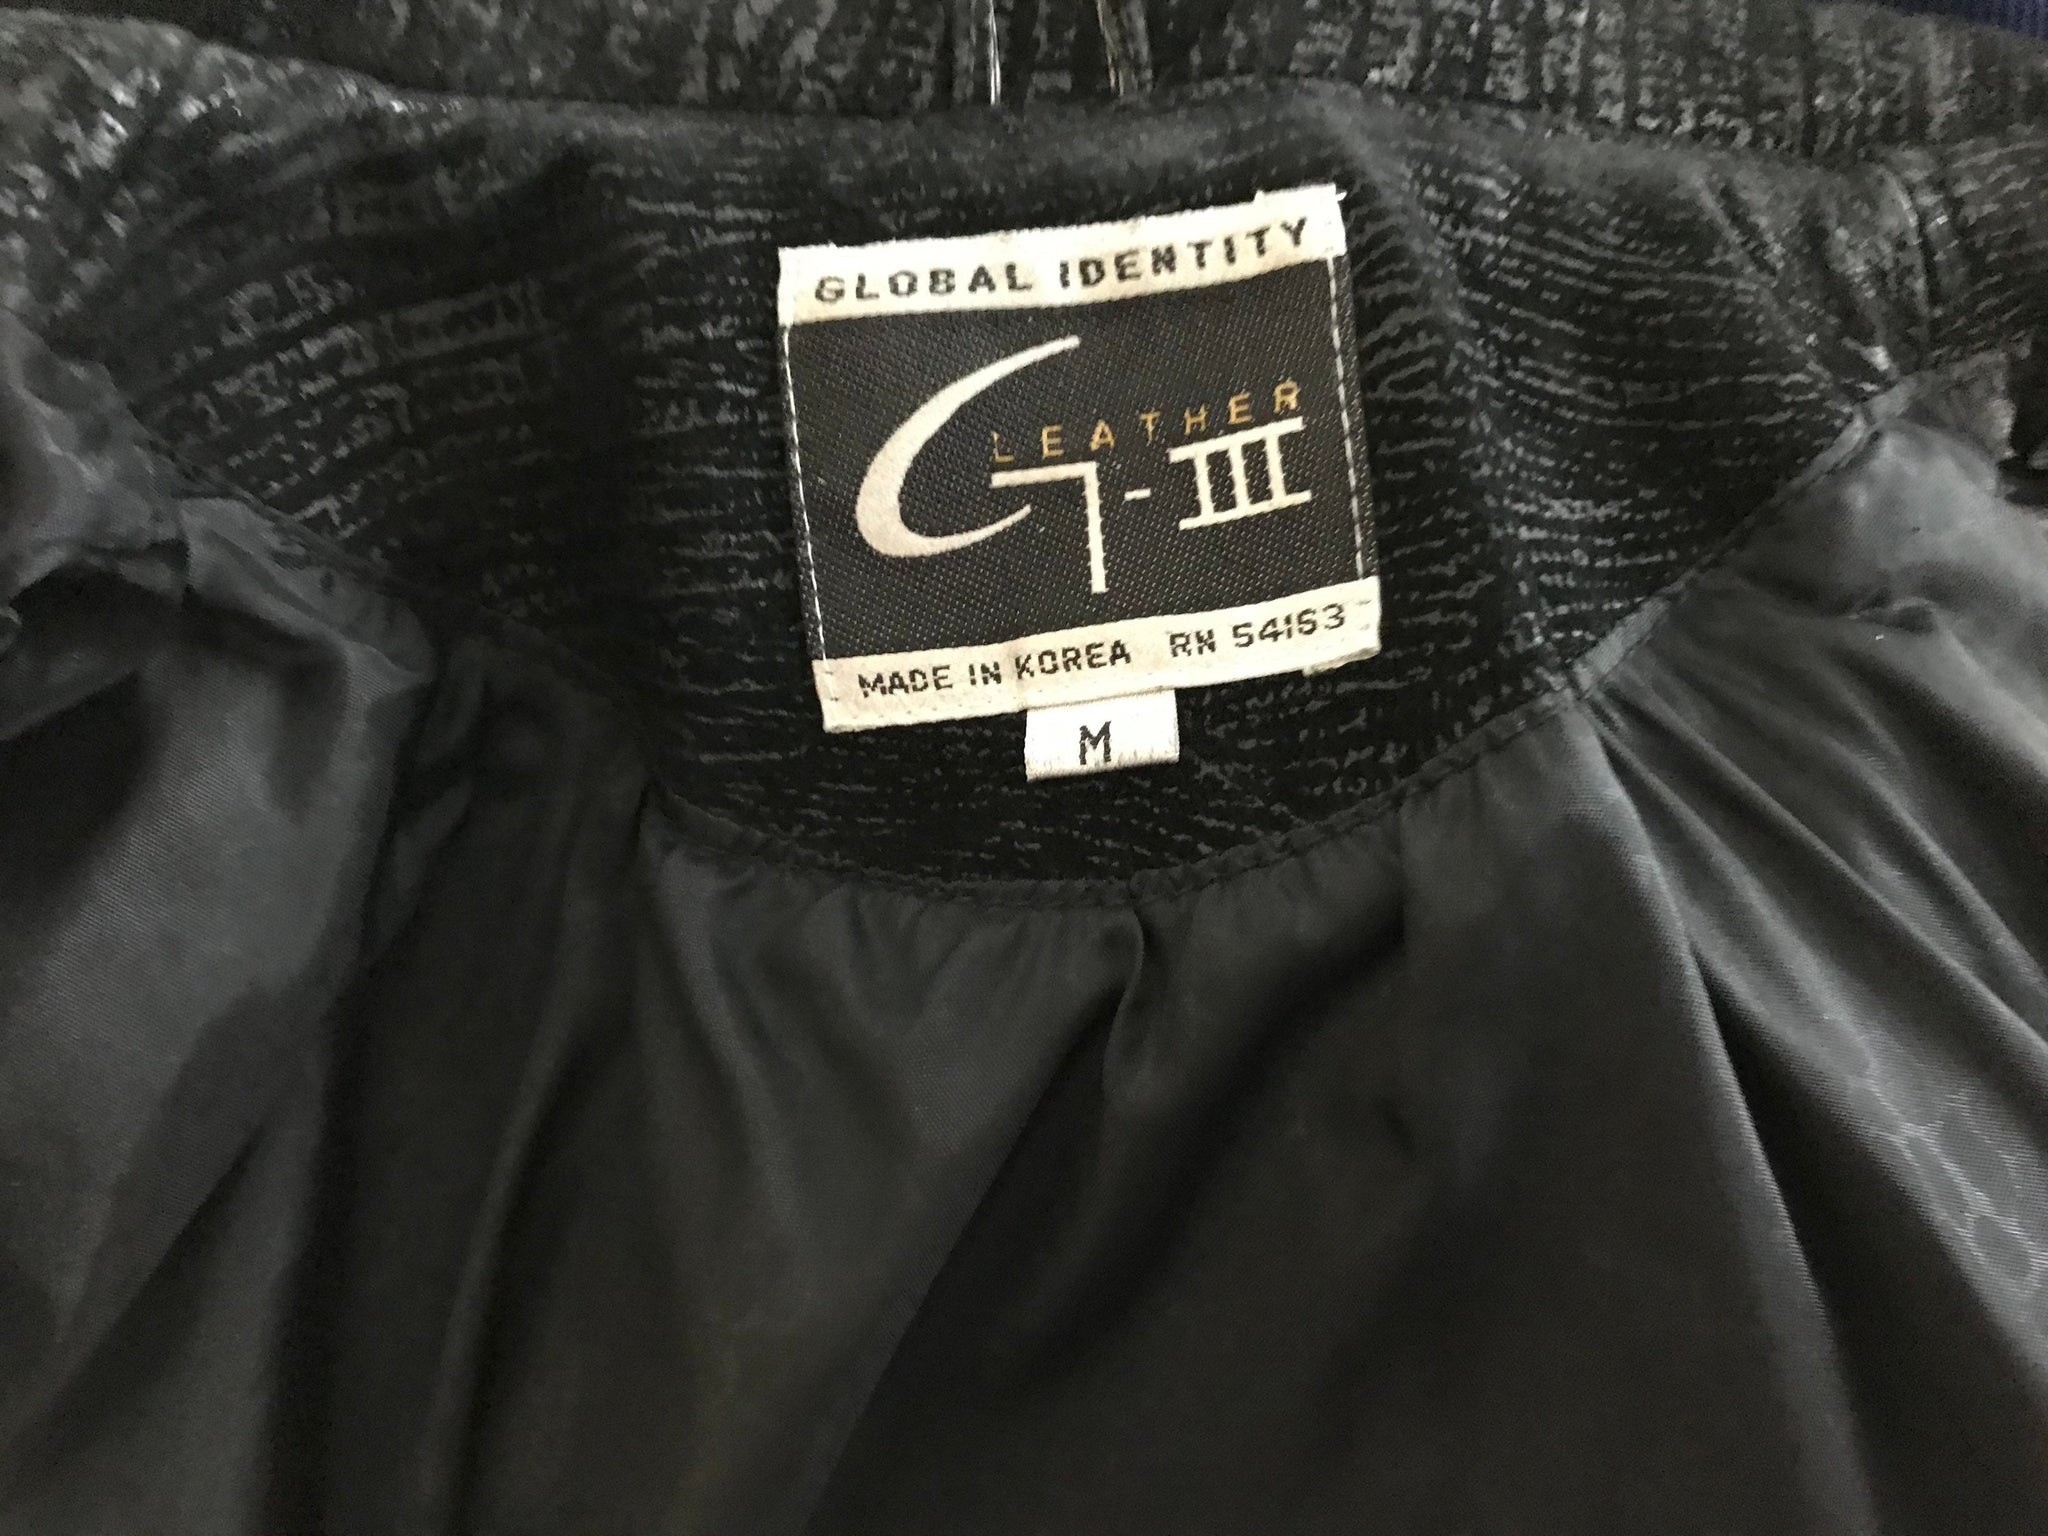 GLOBAL IDENTITY
LEATHER
G-III
MADE IN KOREA RN 54163
M